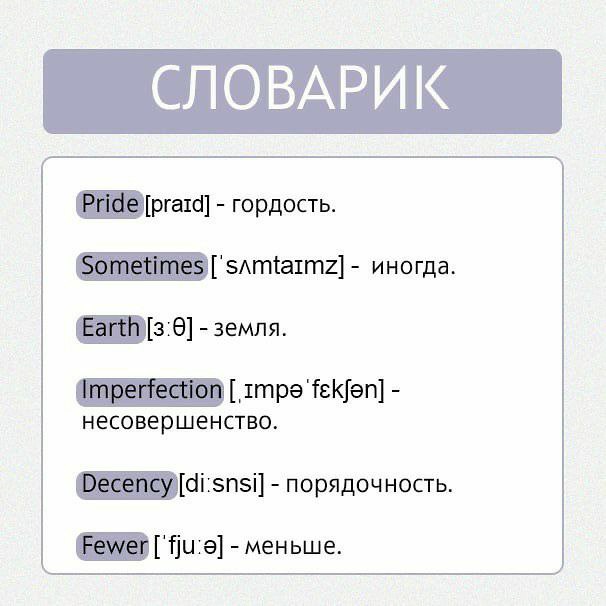 СЛОВАРИК
Pride [praɪd] - гордость.
Sometimes [ˈsʌmtaɪmz] - иногда.
Earth [ɜːθ] - земля.
Imperfection [ˌɪmpəˈfɛkʃən] -
несовершенство.
Decency [diːsnsi] - порядочность.
Fewer [ˈfjuːə] - меньше.